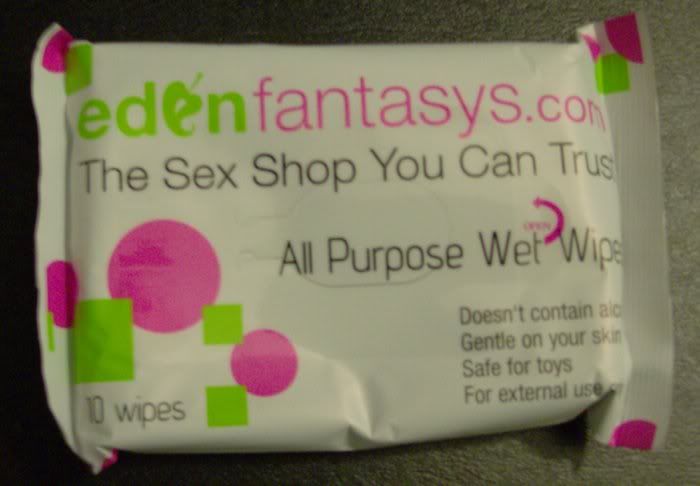 edenfantasys.com
The Sex Shop You Can Trus
OPEN
All Purpose Wet Wipe
Doesn't contain alc
Gentle on your skin
Safe for toys
For external use
10 wipes